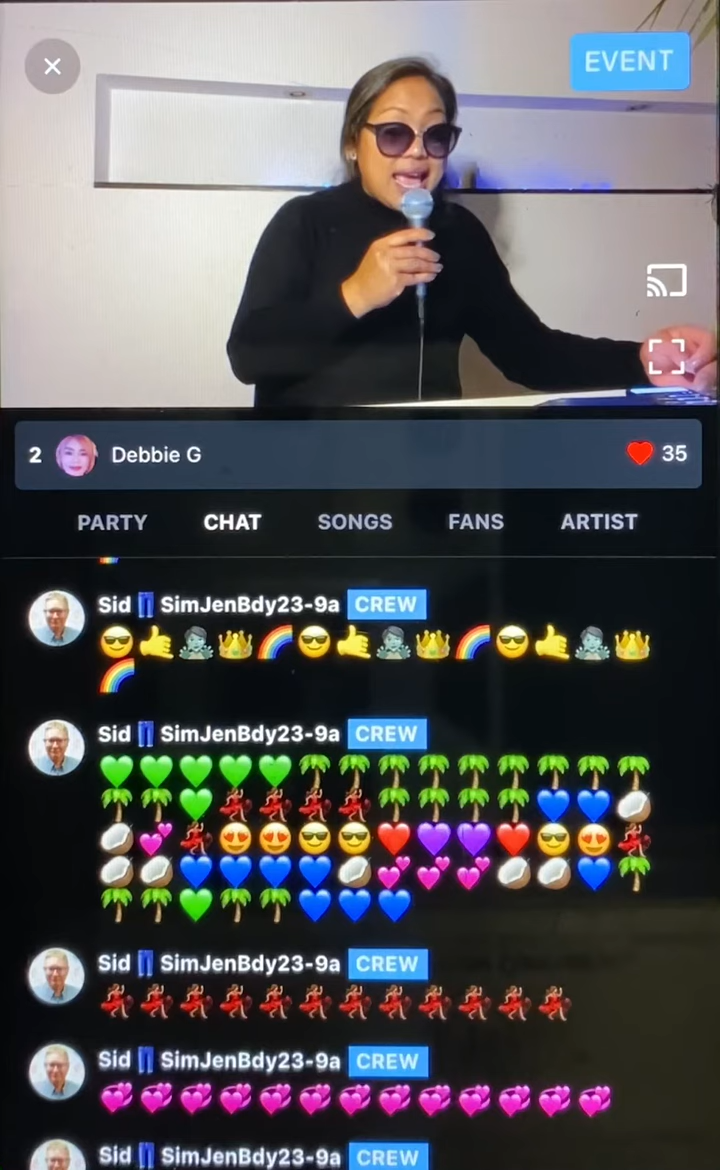 EVENT
2 Debbie G 35
PARTY CHAT SONGS FANS ARTIST
Sid SimJenBdy23-9a CREW
Sid SimJenBdy23-9a CREW
Sid SimJenBdy23-9a CREW
Sid SimJenBdy23-9a CREW
Sid SimJenBdy23-9a CREW